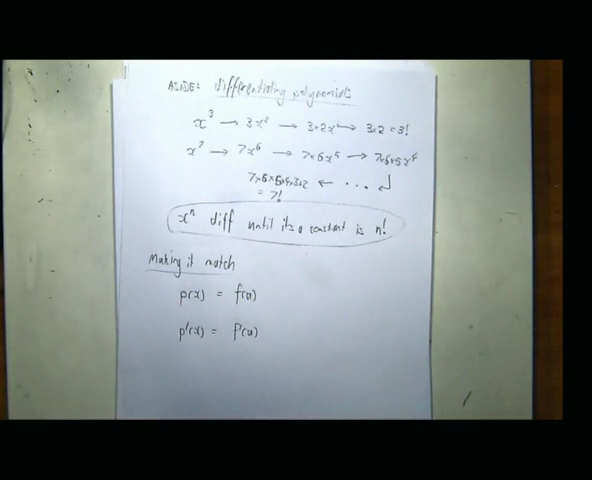 ASIDE: differentiating polynomials
x³ → 3x² → 3×2x → 3×2 = 3!
x⁷ → 7x⁶ → 7×6x⁵ → 7×6×5x⁴
7×6×5×4×3×2 ← ... ↲
= 7!
xⁿ diff until it's a constant is n!
Making it match
p(x) = f(a)
p'(x) = f'(a)